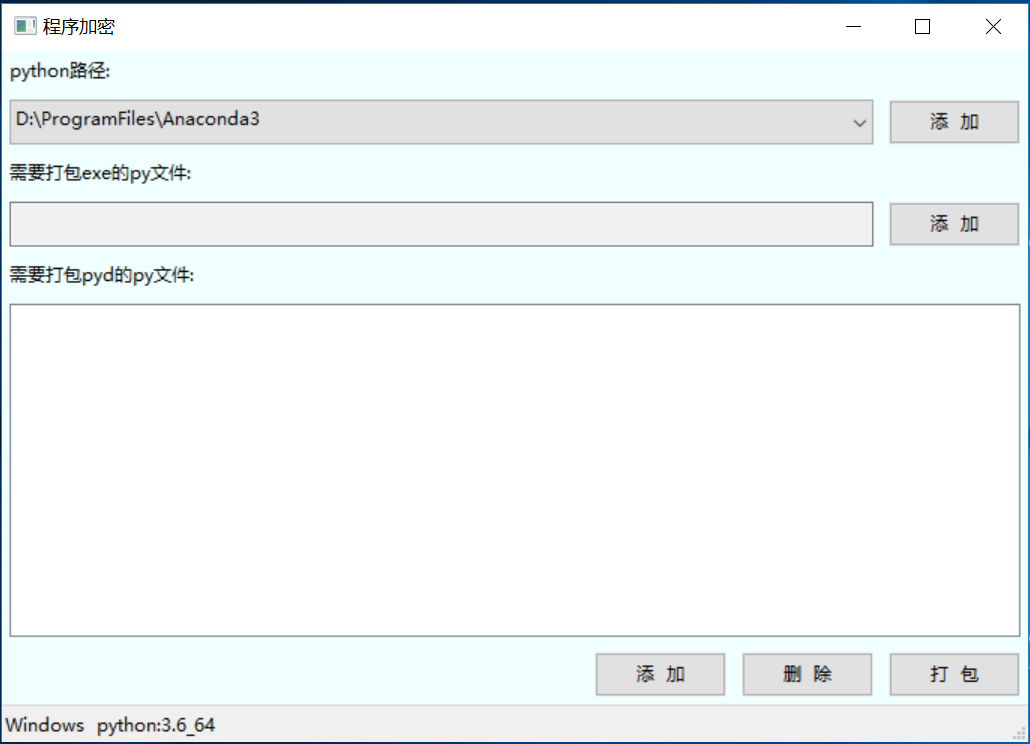 程序加密
python路径:
D:\ProgramFiles\Anaconda3
添 加
需要打包exe的py文件:
添 加
需要打包pyd的py文件:
添 加 删 除 打 包
Windows python:3.6_64